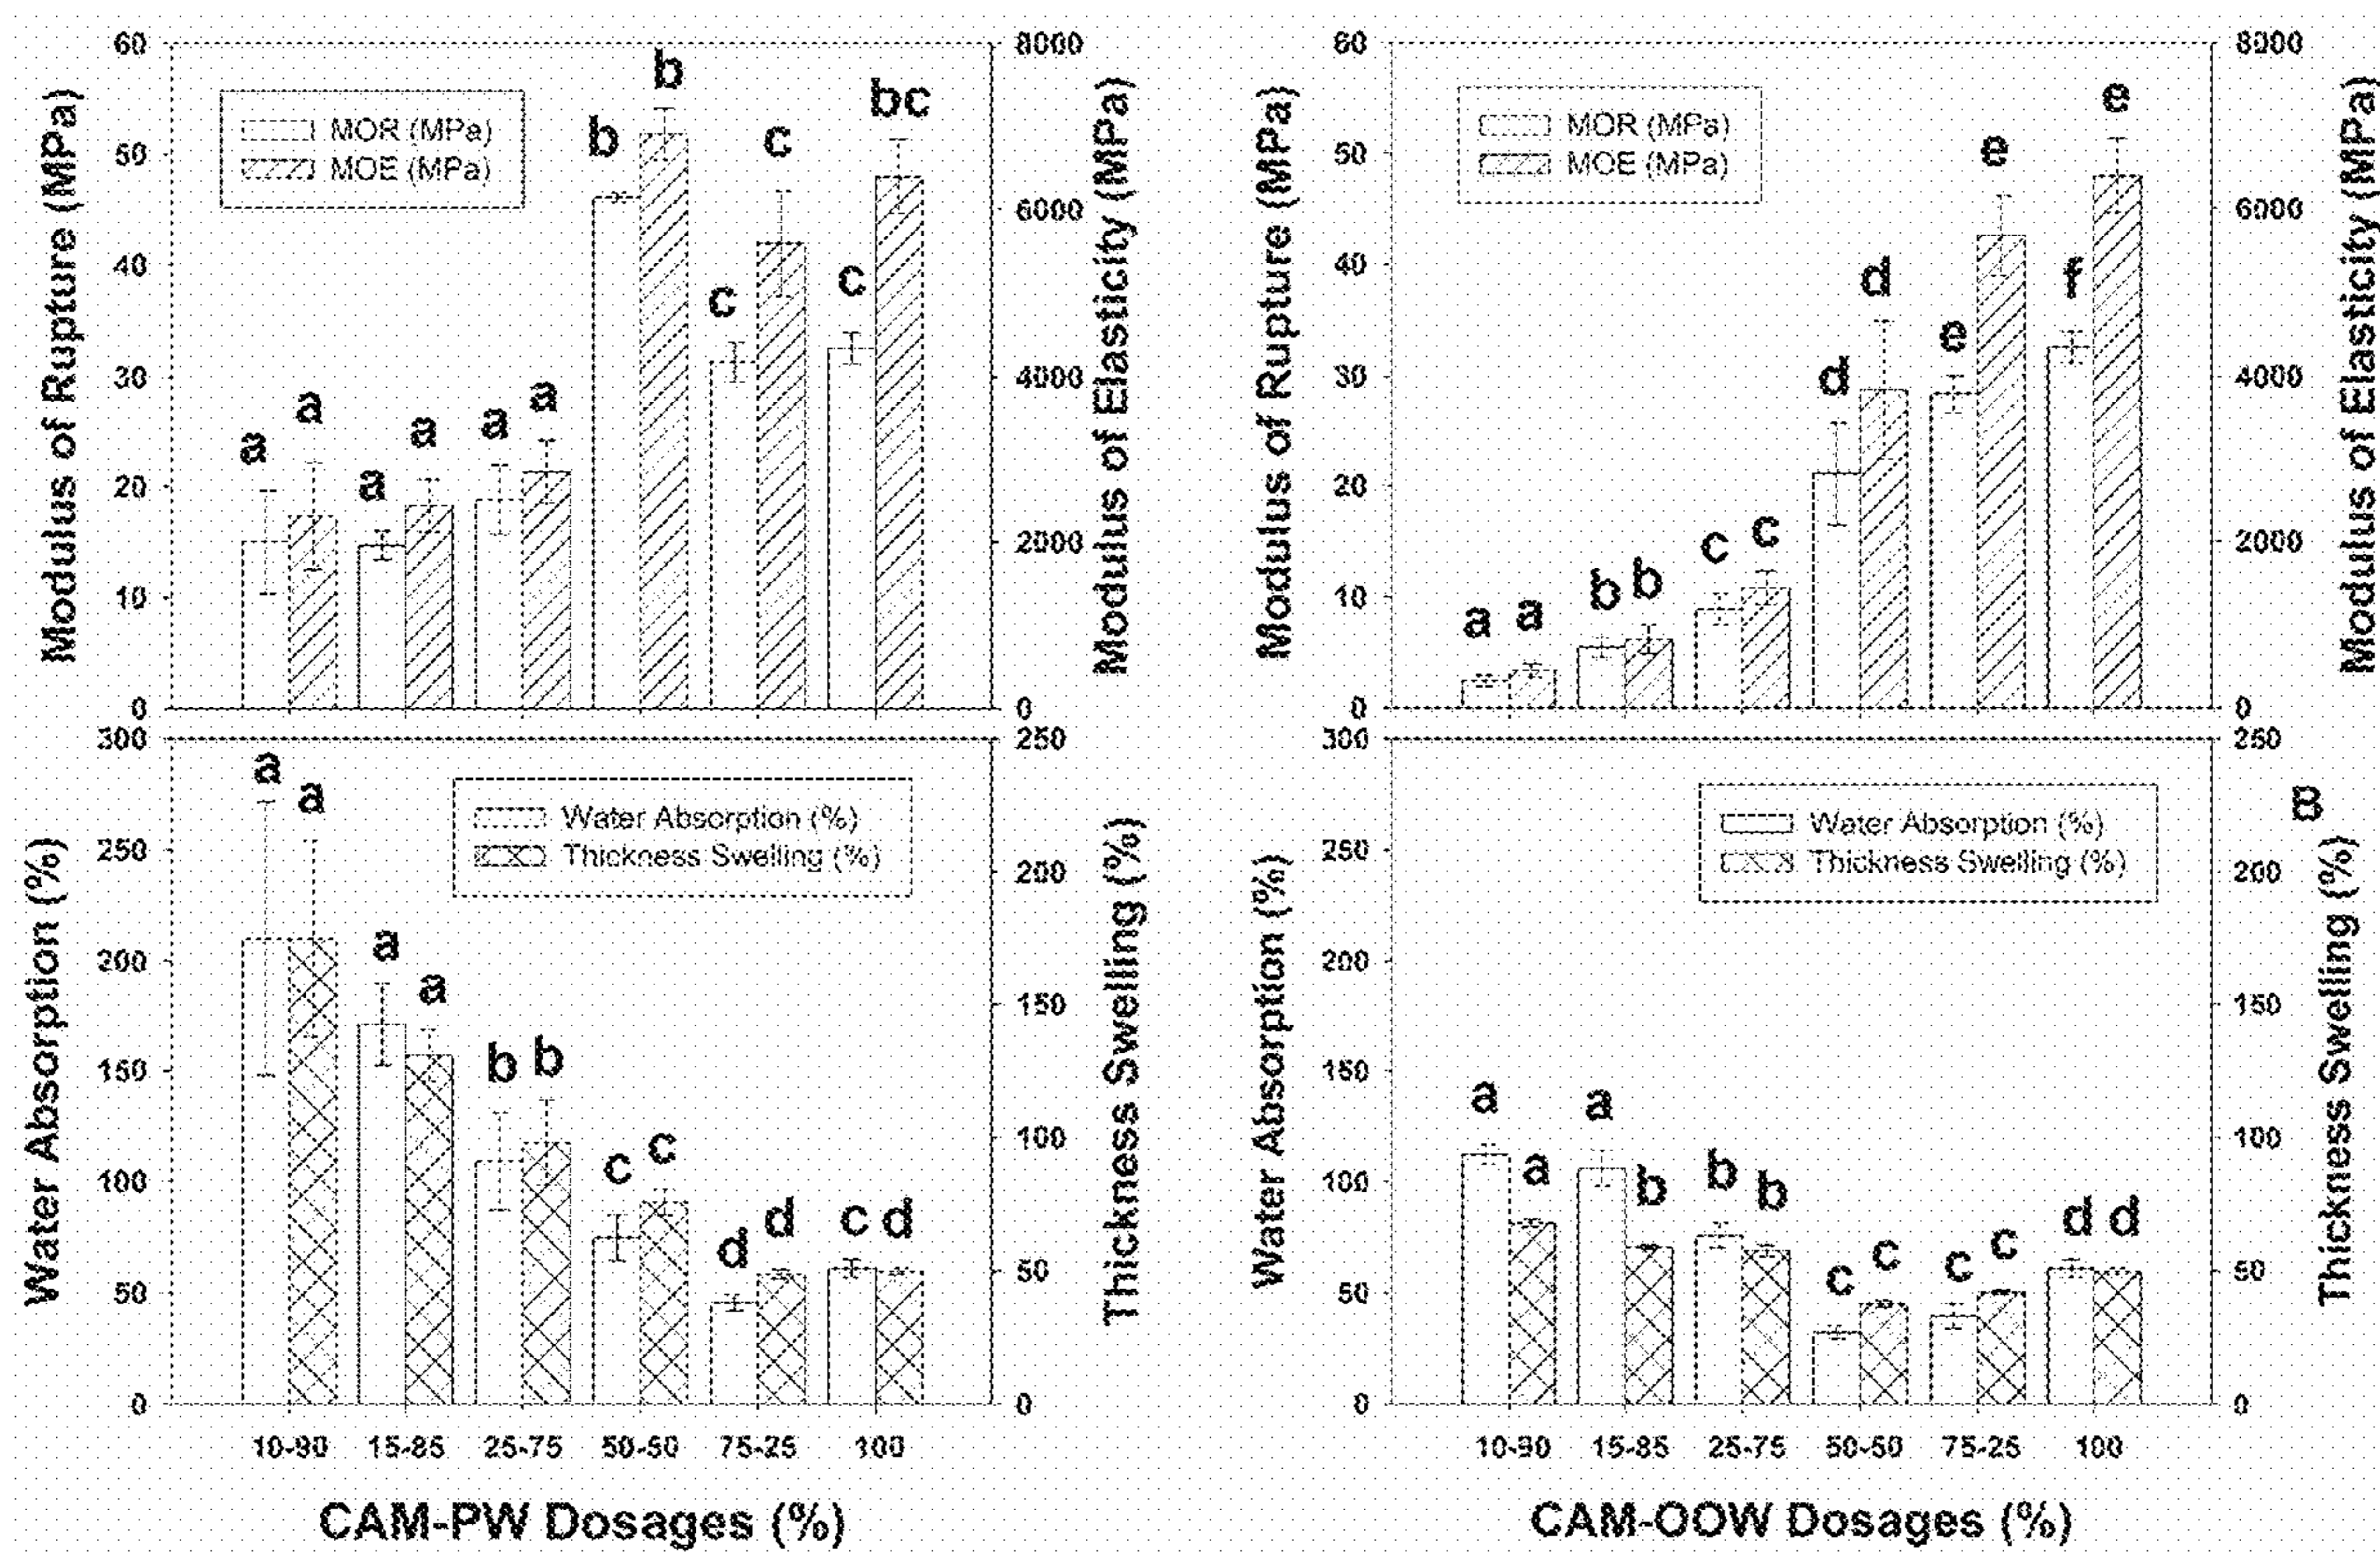 60
50
40
30
20
10
0
Modulus of Rupture (MPa)
MOR (MPa)
MOE (MPa)
a a a a a a b b c c c bc
8000
6000
4000
2000
0
Modulus of Elasticity (MPa)
60
50
40
30
20
10
0
Modulus of Rupture (MPa)
MOR (MPa)
MOE (MPa)
a a b b c c d d e e f e
8000
6000
4000
2000
0
Modulus of Elasticity (MPa)
300
250
200
150
100
50
0
Water Absorption (%)
Water Absorption (%)
Thickness Swelling (%)
a a a a b b c c d d c d
250
200
150
100
50
0
Thickness Swelling (%)
10-90 15-85 25-75 50-50 75-25 100
CAM-PW Dosages (%)
300
250
200
150
100
50
0
Water Absorption (%)
Water Absorption (%)
Thickness Swelling (%)
a a a b b b c c c c d d
250
200
150
100
50
0
B
Thickness Swelling (%)
10-90 15-85 25-75 50-50 75-25 100
CAM-OOW Dosages (%)